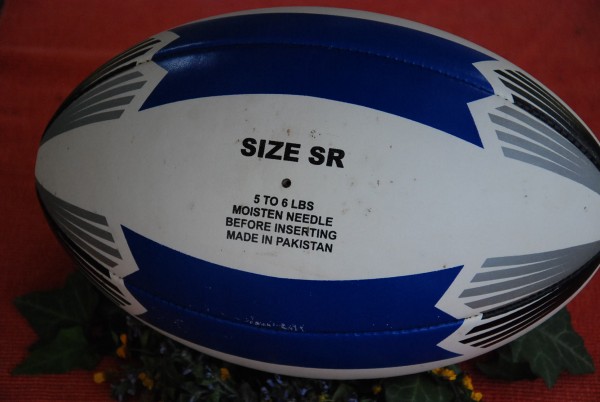 SIZE SR
5 TO 6 LBS
MOISTEN NEEDLE
BEFORE INSERTING
MADE IN PAKISTAN